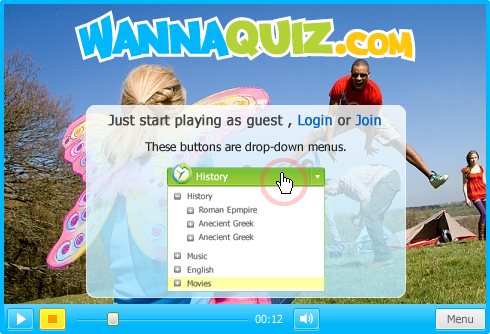 WANNAQUIZ.COM
Just start playing as guest , Login or Join
These buttons are drop-down menus.
History
History
Roman Epmpire
Anecient Greek
Anecient Greek
Music
English
Movies
00:12
Menu